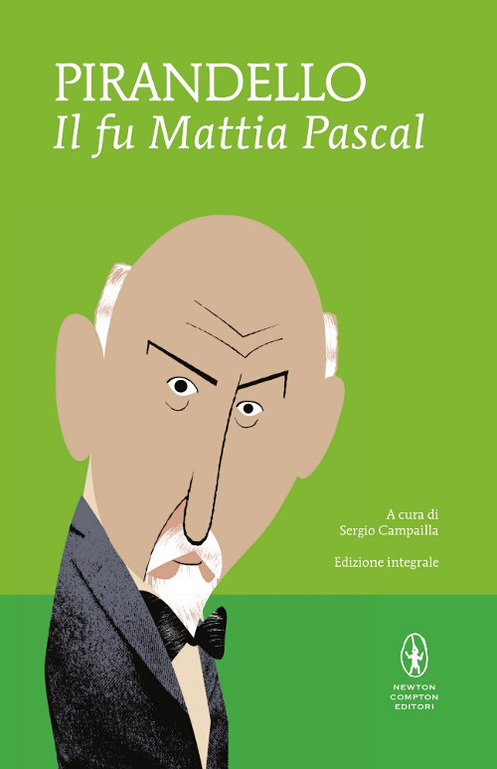 PIRANDELLO
Il fu Mattia Pascal
A cura di
Sergio Campailla
Edizione integrale
NEWTON
COMPTON
EDITORI